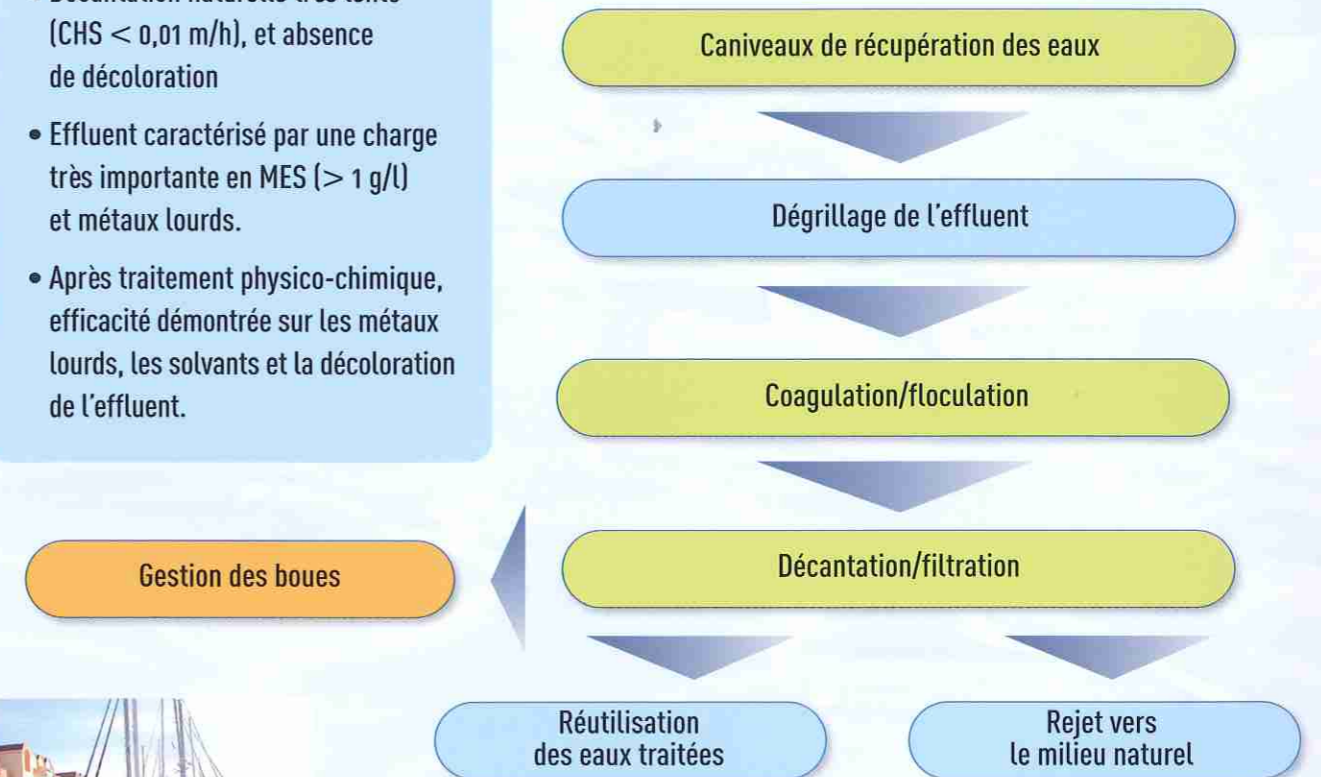 (CHS < 0,01 m/h), et absence
de décoloration
• Effluent caractérisé par une charge
très importante en MES (> 1 g/l)
et métaux lourds.
• Après traitement physico-chimique,
efficacité démontrée sur les métaux
lourds, les solvants et la décoloration
de l'effluent.
Caniveaux de récupération des eaux
Dégrillage de l'effluent
Coagulation/floculation
Décantation/filtration
Gestion des boues
Réutilisation
des eaux traitées
Rejet vers
le milieu naturel